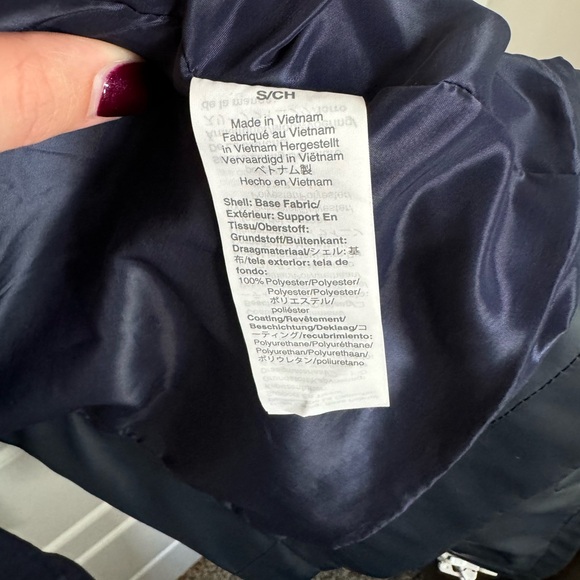 S/CH
Made in Vietnam
Fabriqué au Vietnam
in Vietnam Hergestellt
Vervaardigd in Viëtnam
ベトナム製
Hecho en Vietnam
Shell: Base Fabric/
Extérieur: Support En
Tissu/Oberstoff:
Grundstoff/Buitenkant:
Draagmateriaal/シェル: 基
布/tela exterior: tela de
fondo:
100% Polyester/Polyester/
Polyester/Polyester/
ポリエステル/
poliéster
Coating/Revêtement/
Beschichtung/Deklaag/コ
ーティング/recubrimiento:
Polyurethane/Polyuréthane/
Polyurethan/Polyurethaan/
ポリウレタン/poliuretano